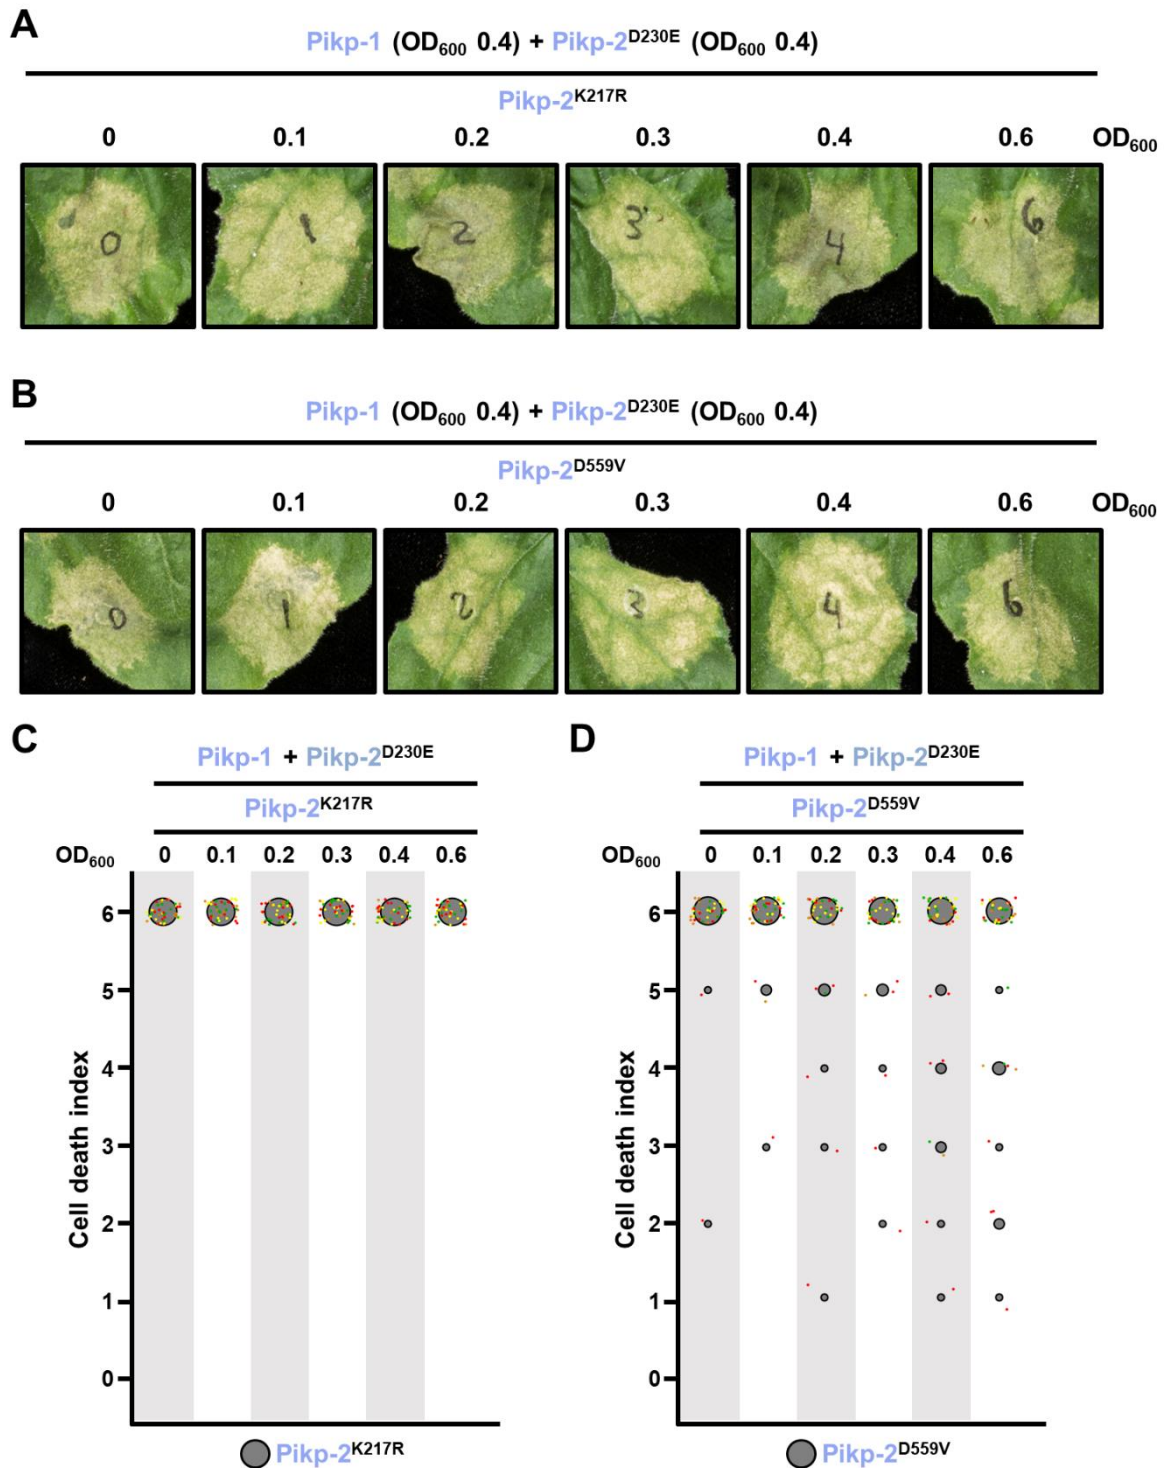 A
Pikp-1 (OD600 0.4) + Pikp-2D230E (OD600 0.4)
Pikp-2K217R
0 0.1 0.2 0.3 0.4 0.6 OD600
0 1 2 3 4 6
B
Pikp-1 (OD600 0.4) + Pikp-2D230E (OD600 0.4)
Pikp-2D559V
0 0.1 0.2 0.3 0.4 0.6 OD600
0 1 2 3 4 6
C
Pikp-1 + Pikp-2D230E
Pikp-2K217R
OD600 0 0.1 0.2 0.3 0.4 0.6
Cell death index
6
5
4
3
2
1
0
Pikp-2K217R
D
Pikp-1 + Pikp-2D230E
Pikp-2D559V
OD600 0 0.1 0.2 0.3 0.4 0.6
Cell death index
6
5
4
3
2
1
0
Pikp-2D559V